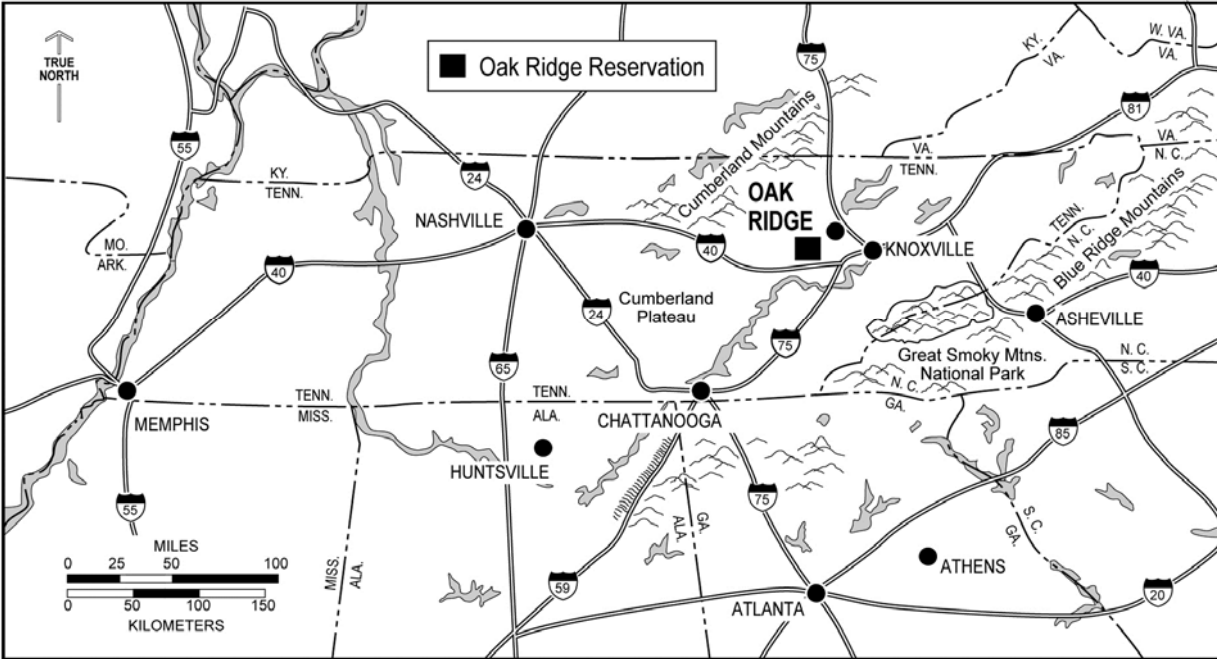 TRUE
NORTH
Oak Ridge Reservation
75
KY.
VA.
W. VA.
VA.
81
55
24
Cumberland Mountains
VA.
TENN.
VA.
N. C.
KY.
TENN.
NASHVILLE
OAK
RIDGE
TENN.
N. C.
Blue Ridge Mountains
MO.
ARK.
40
40
KNOXVILLE
40
Cumberland
Plateau
24
75
ASHEVILLE
Great Smoky Mtns.
National Park
N. C.
S. C.
65
N. C.
GA.
TENN.
MISS.
TENN.
ALA.
MEMPHIS
CHATTANOOGA
85
HUNTSVILLE
55
75
MILES
0 25 50 100
0 50 100 150
KILOMETERS
MISS.
ALA.
GA.
ALA.
S. C.
GA.
59
ATHENS
ATLANTA
20